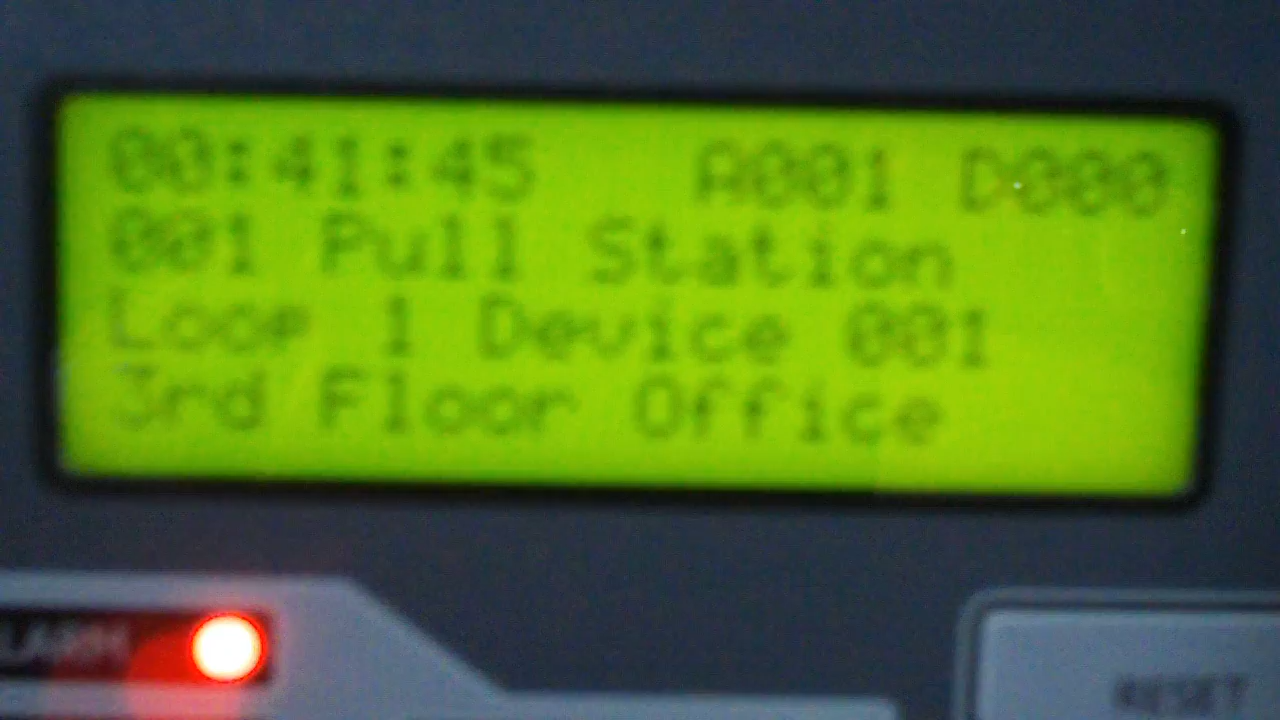 00:41:45 A001 D000
001 Pull Station
Loop 1 Device 001
3rd Floor Office
ALARM
RESET